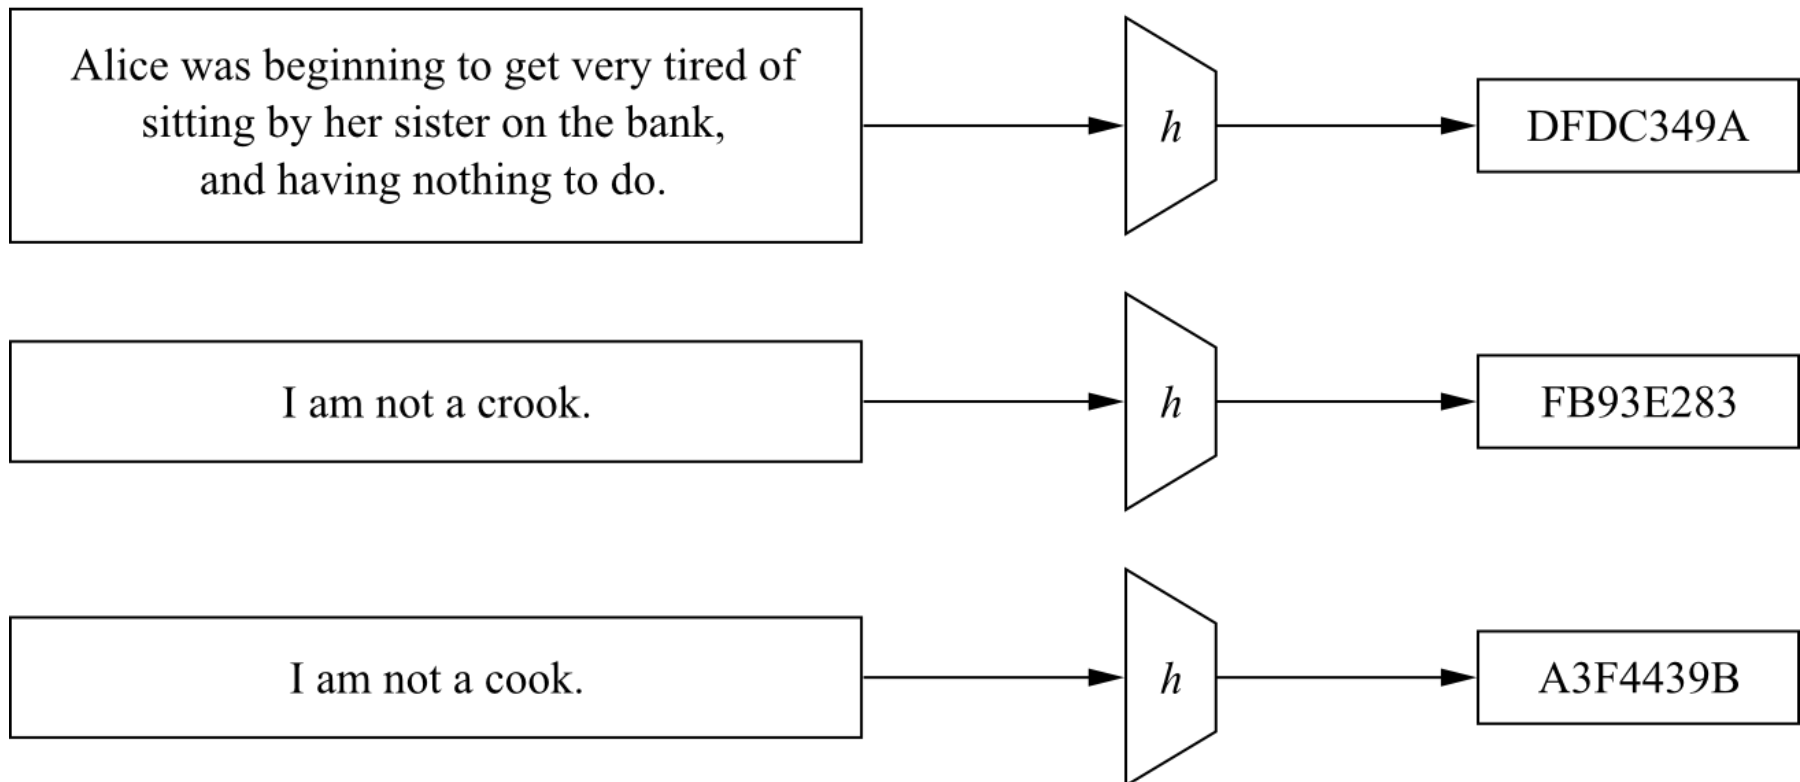 Alice was beginning to get very tired of
sitting by her sister on the bank,
and having nothing to do.
h
DFDC349A
I am not a crook.
h
FB93E283
I am not a cook.
h
A3F4439B